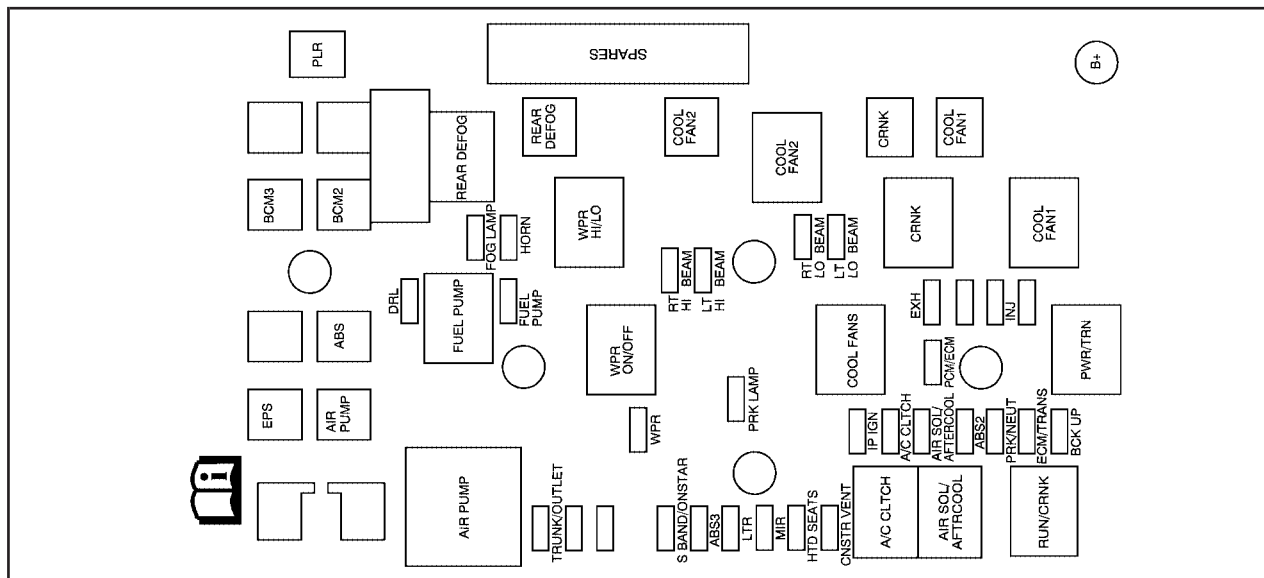 PLR
SPARES
B+
REAR
DEFOG
COOL
FAN2
COOL
FAN2
CRNK
COOL
FAN1
BCM3
BCM2
REAR DEFOG
FOG LAMP
HORN
WPR
HI/LO
RT
HI BEAM
LT
HI BEAM
RT
LO BEAM
LT
LO BEAM
CRNK
COOL
FAN1
DRL
FUEL PUMP
FUEL
PUMP
EXH
INJ
ABS
WPR
ON/OFF
COOL FANS
PCM/ECM
PWR/TRN
EPS
AIR
PUMP
WPR
PRK LAMP
IP IGN
A/C CLTCH
AIR SOL/
AFTERCOOL
ABS2
PRK/NEUT
ECM/TRANS
BCK UP
i
AIR PUMP
TRUNK/OUTLET
S BAND/ONSTAR
ABS3
LTR
MIR
HTD SEATS
CNSTR VENT
A/C CLTCH
AIR SOL/
AFTRCOOL
RUN/CRNK